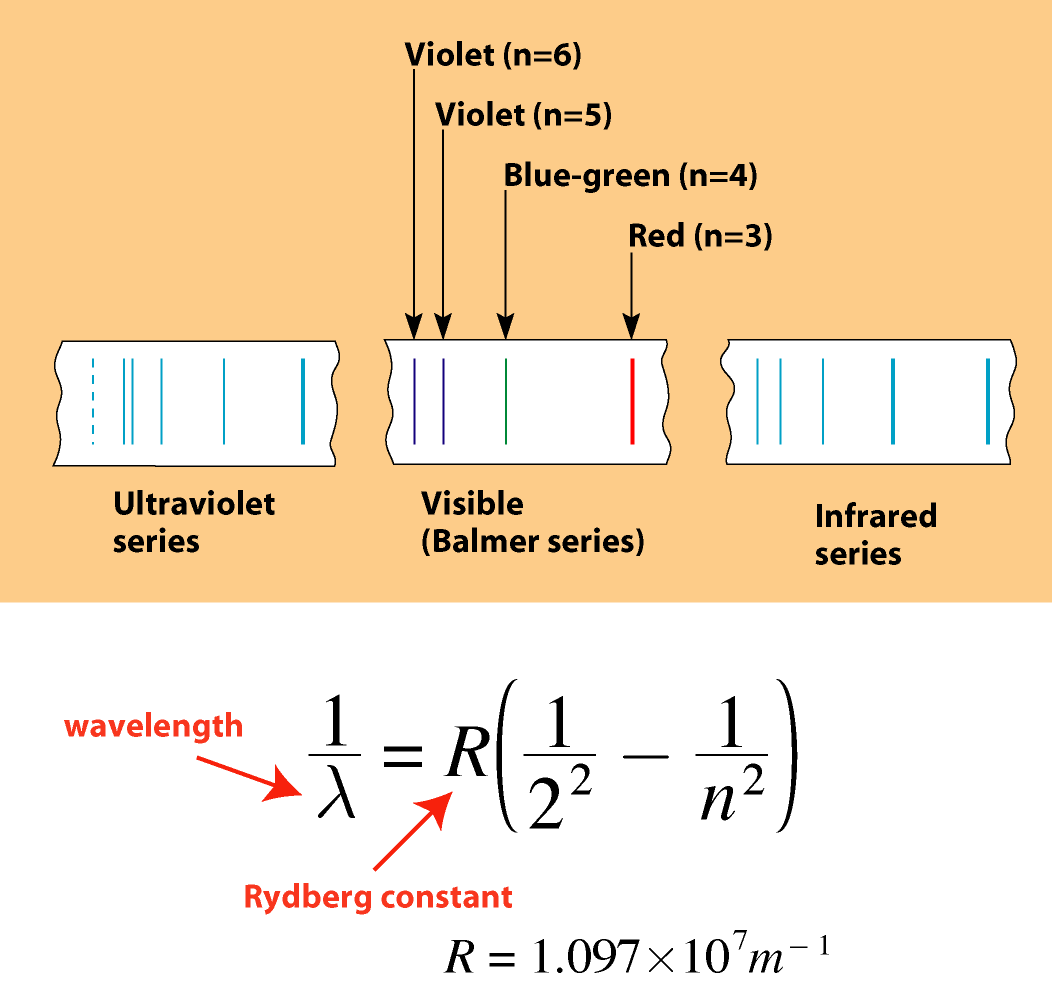 Violet (n=6)
Violet (n=5)
Blue-green (n=4)
Red (n=3)
Ultraviolet
series
Visible
(Balmer series)
Infrared
series
wavelength
1/λ = R(1/2² − 1/n²)
Rydberg constant
R = 1.097×10⁷m⁻¹